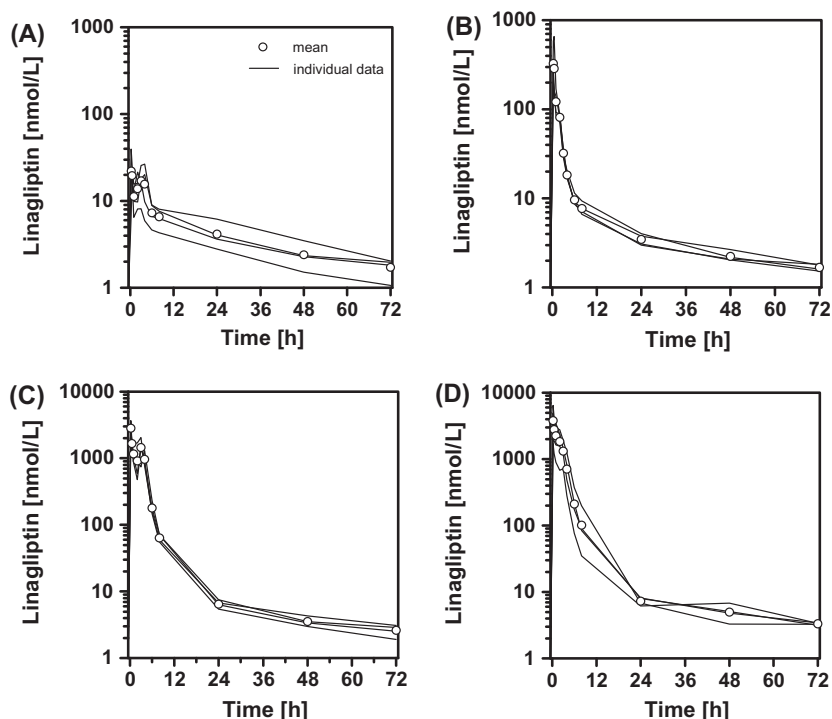 (A)
1000
100
10
1
Linagliptin [nmol/L]
mean
individual data
0 12 24 36 48 60 72
Time [h]
(B)
1000
100
10
1
Linagliptin [nmol/L]
0 12 24 36 48 60 72
Time [h]
(C)
10000
1000
100
10
1
Linagliptin [nmol/L]
0 12 24 36 48 60 72
Time [h]
(D)
10000
1000
100
10
1
Linagliptin [nmol/L]
0 12 24 36 48 60 72
Time [h]